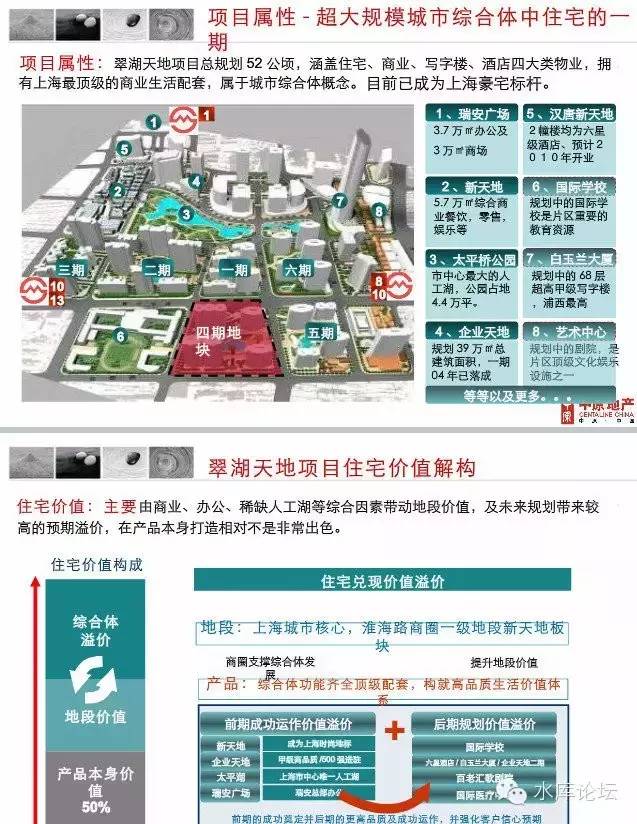 项目属性-超大规模城市综合体中住宅的一
期
项目属性：翠湖天地项目总规划52公顷，涵盖住宅、商业、写字楼、酒店四大类物业，拥
有上海最顶级的商业生活配套，属于城市综合体概念。目前已成为上海豪宅标杆。
1
1
5
4
2
3
7
8
三期
二期
一期
六期
10
13
8
10
6
四期地
块
五期
1、瑞安广场
3.7万㎡办公及
3万㎡商场
5、汉唐新天地
2幢楼均为六星
级酒店、预计2
010年开业
2、新天地
5.7万㎡综合商
业餐饮，零售，
娱乐等
6、国际学校
规划中的国际学
校是片区重要的
教育资源
3、太平桥公园
市中心最大的人
工湖，公园占地
4.4万平。
7、白玉兰大厦
规划中的68层
超高甲级写字楼
，浦西最高
4、企业天地
规划39万㎡总
建筑面积，一期
04年已落成
8、艺术中心
规划中的剧院，是
片区顶级文化娱乐
设施之一
等等以及更多。。。
中原地产
CENTALINE CHINA
翠湖天地项目住宅价值解构
住宅价值：主要由商业、办公、稀缺人工湖等综合因素带动地段价值，及未来规划带来较
高的预期溢价，在产品本身打造相对不是非常出色。
住宅价值构成
综合体
溢价
地段价值
产品本身价
值
50%
住宅兑现价值溢价
地段：上海城市核心，淮海路商圈一级地段新天地板
块
商圈支撑综合体发
展
提升地段价值
产品：综合体功能齐全顶级配套，构就高品质生活价值体
系
前期成功运作价值溢价
新天地 成为上海时尚地标
企业天地 甲级高品质/500强进驻
太平湖 上海市中心唯一人工湖
瑞安广场 瑞安总部办公
+
后期规划价值溢价
国际学校
六星酒店/白玉兰大厦/企业天地二期
百老汇歌剧院
国际医疗
前期的成功奠定并后期的更高品质及成功运作，并强化客户信心预期
水库论坛